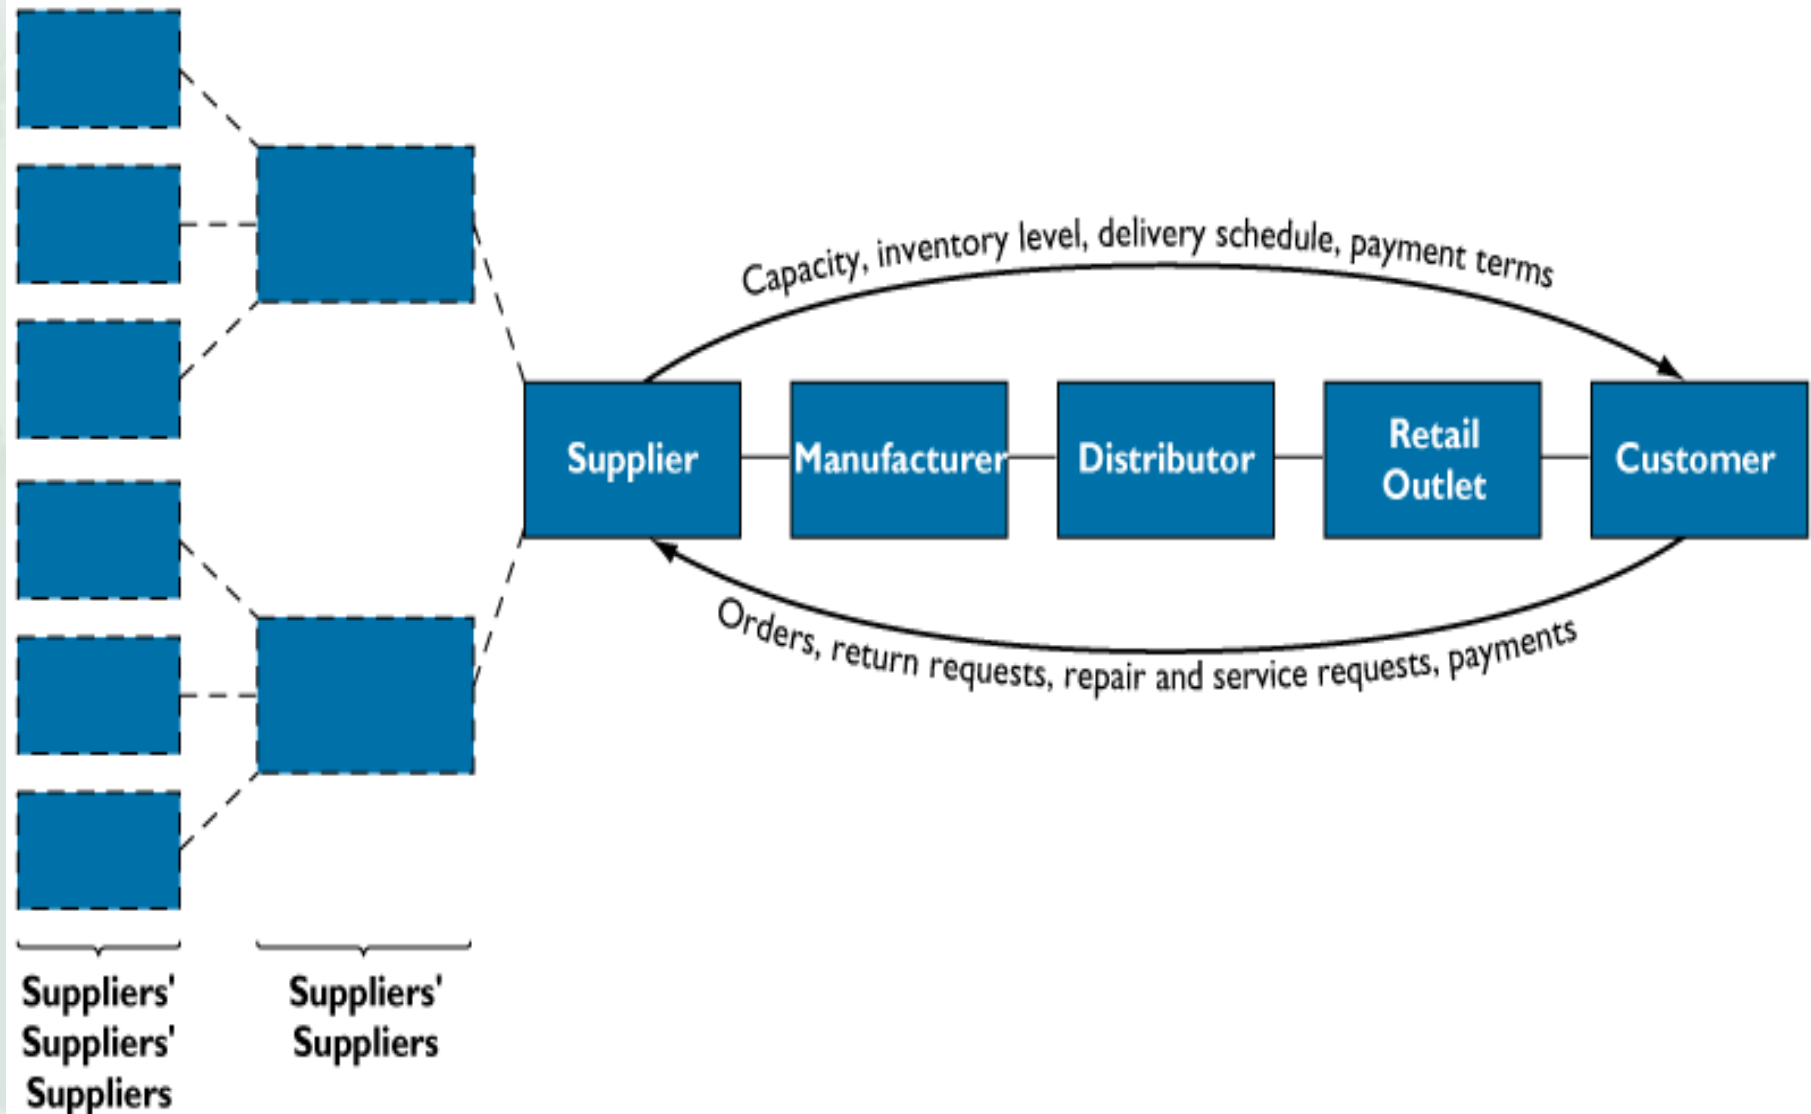 Capacity, inventory level, delivery schedule, payment terms
Supplier
Manufacturer
Distributor
Retail
Outlet
Customer
Orders, return requests, repair and service requests, payments
Suppliers'
Suppliers'
Suppliers
Suppliers'
Suppliers